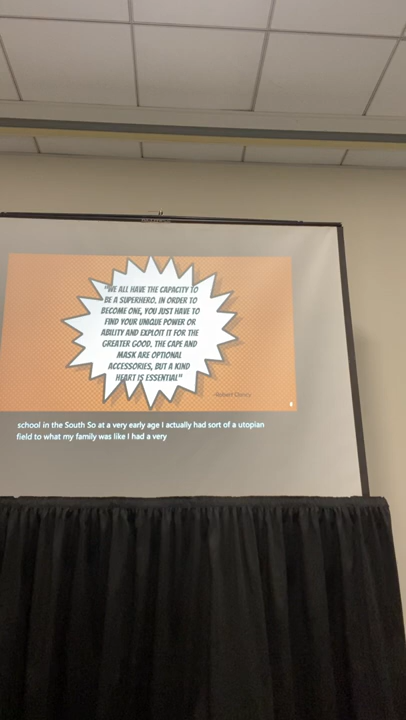 "WE ALL HAVE THE CAPACITY TO
BE A SUPERHERO. IN ORDER TO
BECOME ONE, YOU JUST HAVE TO
FIND YOUR UNIQUE POWER OR
ABILITY AND EXPLOIT IT FOR THE
GREATER GOOD. THE CAPE AND
MASK ARE OPTIONAL
ACCESSORIES, BUT A KIND
HEART IS ESSENTIAL"
-Robert Clancy
8
school in the South So at a very early age I actually had sort of a utopian
field to what my family was like I had a very